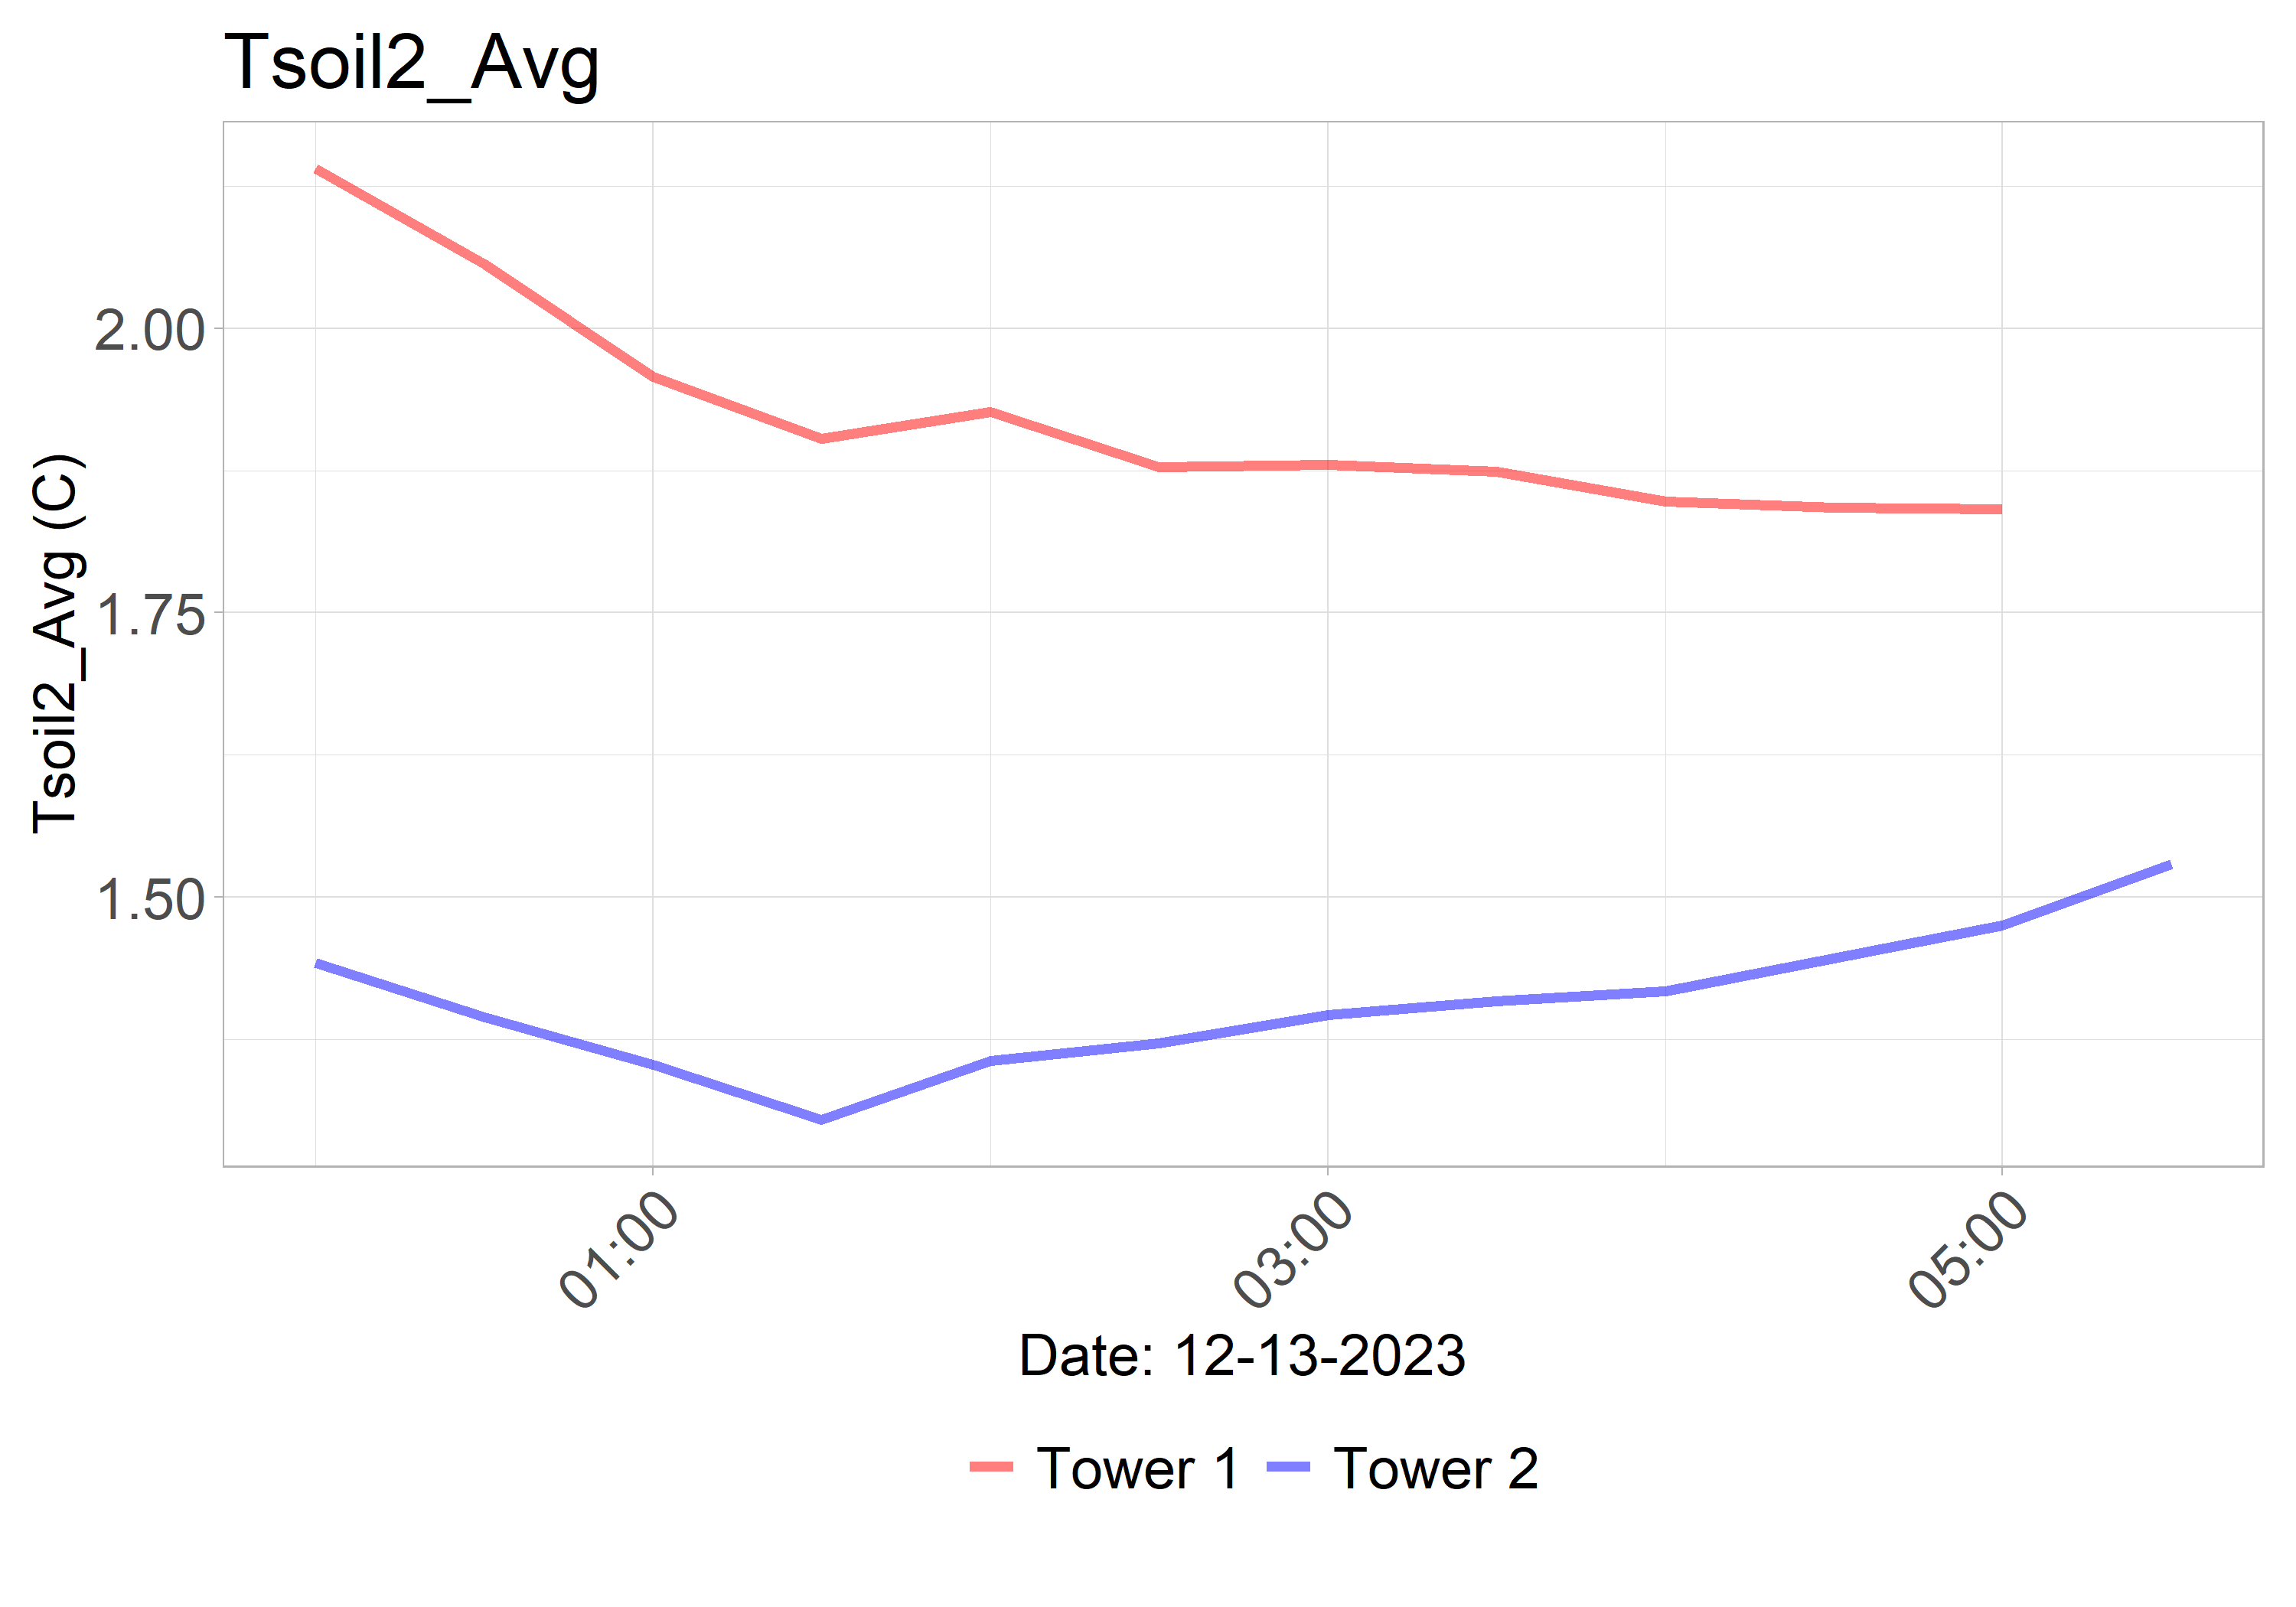 Tsoil2_Avg
Tsoil2_Avg (C)
2.00
1.75
1.50
01:00
03:00
05:00
Date: 12-13-2023
Tower 1
Tower 2